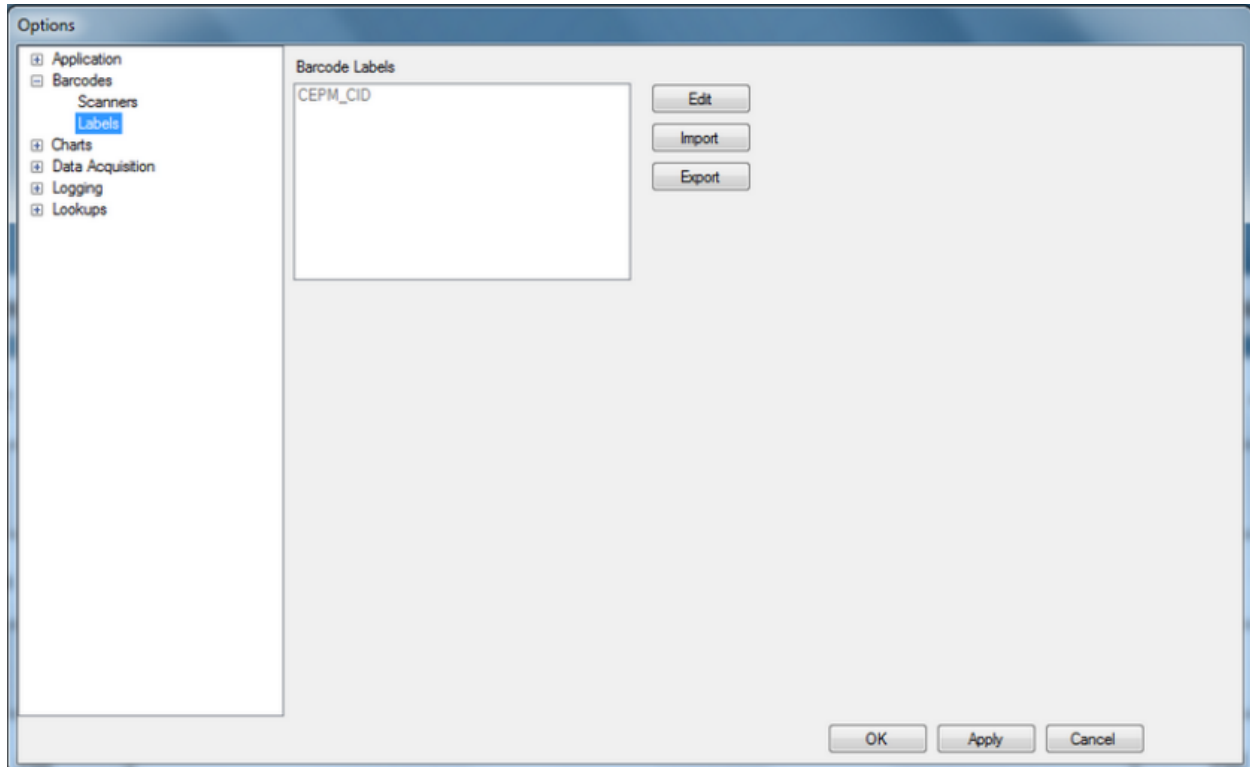 Options
Application
Barcodes
Scanners
Labels
Charts
Data Acquisition
Logging
Lookups
Barcode Labels
CEPM_CID
Edit
Import
Export
OK
Apply
Cancel